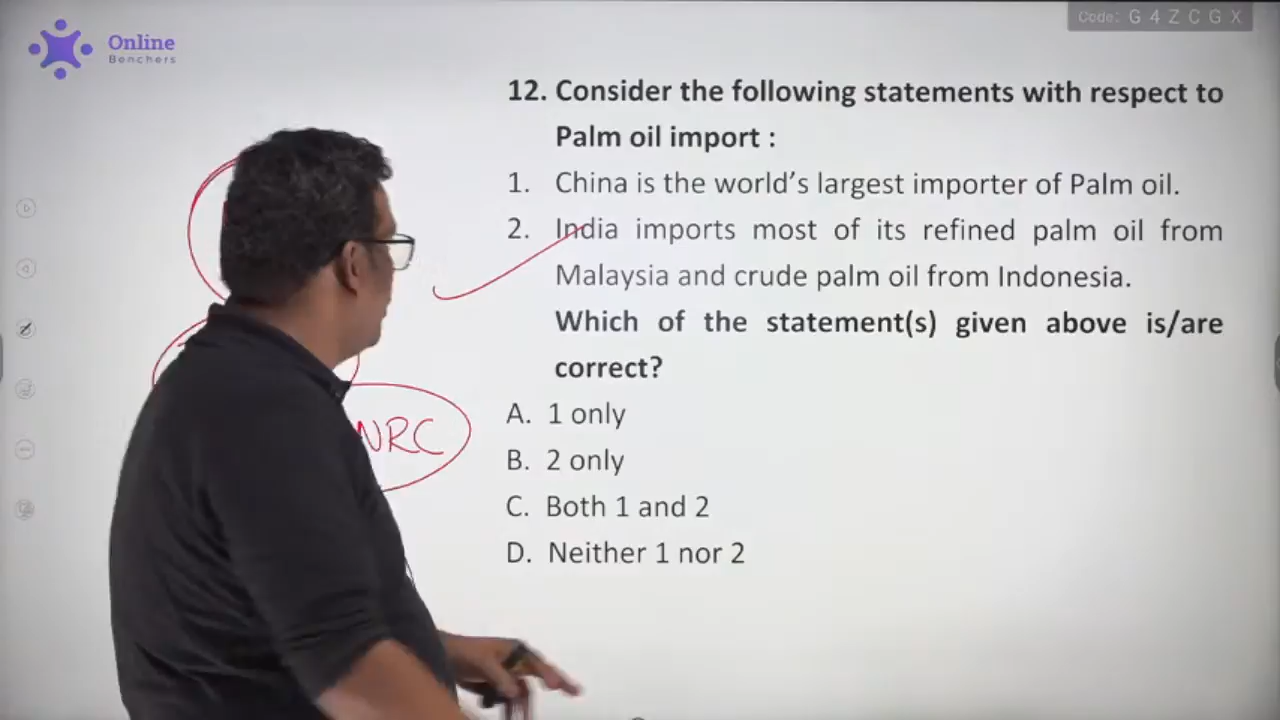 Online
Benchers
Code: G 4 Z C G X
12. Consider the following statements with respect to
Palm oil import :
1. China is the world's largest importer of Palm oil.
2. India imports most of its refined palm oil from
Malaysia and crude palm oil from Indonesia.
Which of the statement(s) given above is/are
correct?
A. 1 only
NRC
B. 2 only
C. Both 1 and 2
D. Neither 1 nor 2